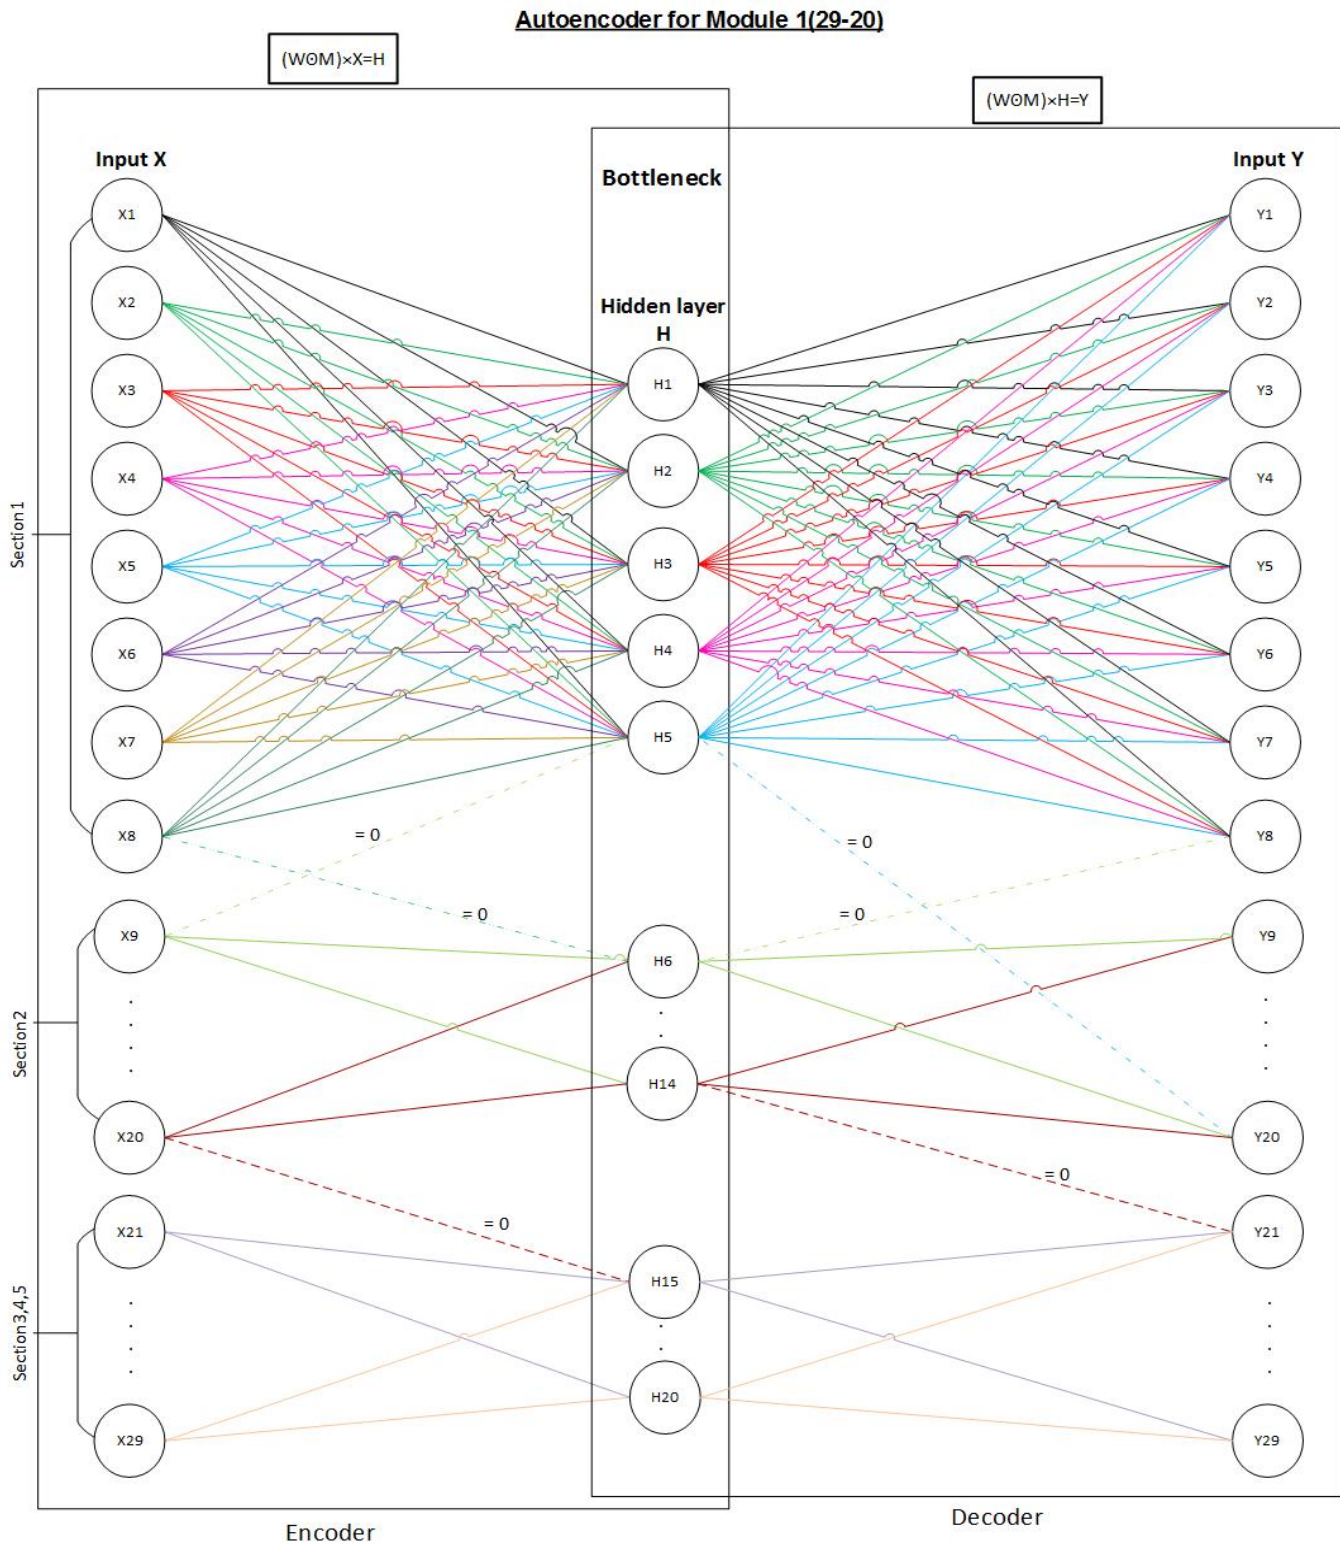 Autoencoder for Module 1(29-20)
(WʘM)×X=H
(WʘM)×H=Y
Input X
Bottleneck
Input Y
Hidden layer
H
X1
X2
X3
X4
X5
X6
X7
X8
X9
X20
X21
X29
Section1
Section2
Section3,4,5
H1
H2
H3
H4
H5
H6
H14
H15
H20
= 0
= 0
= 0
= 0
= 0
= 0
Y1
Y2
Y3
Y4
Y5
Y6
Y7
Y8
Y9
Y20
Y21
Y29
Encoder
Decoder